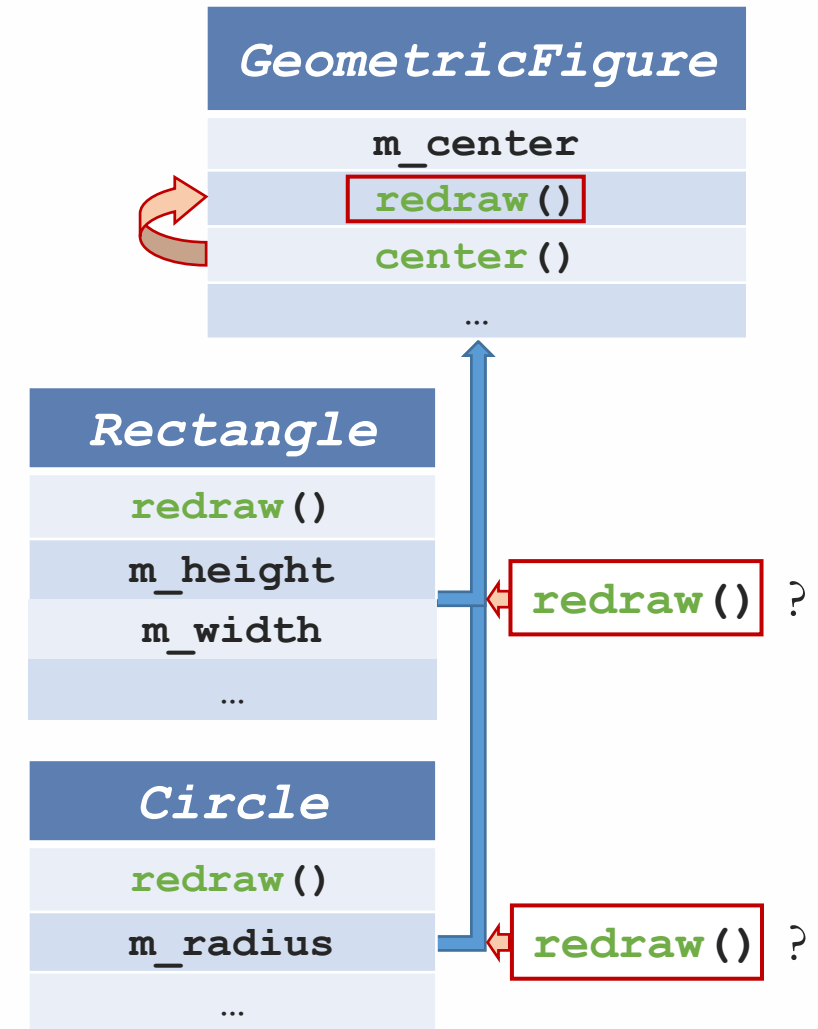 GeometricFigure
m_center
redraw()
center()
…
Rectangle
redraw()
m_height
m_width
…
redraw() ?
Circle
redraw()
m_radius
…
redraw() ?